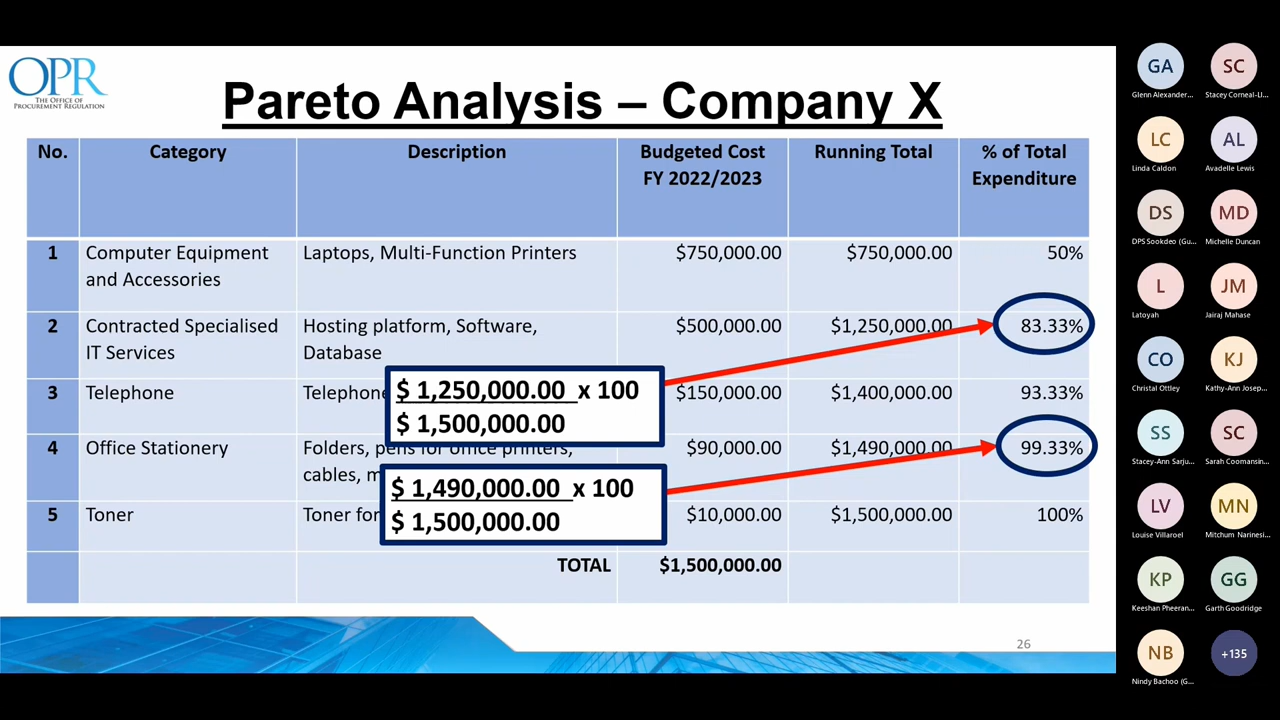 OPR
THE OFFICE OF
PROCUREMENT REGULATION
Pareto Analysis – Company X
No. Category Description Budgeted Cost Running Total % of Total
FY 2022/2023 Expenditure
1 Computer Equipment Laptops, Multi-Function Printers $750,000.00 $750,000.00 50%
and Accessories
2 Contracted Specialised Hosting platform, Software, $500,000.00 $1,250,000.00 83.33%
IT Services Database
$ 1,250,000.00 x 100
$ 1,500,000.00
3 Telephone Telephone $150,000.00 $1,400,000.00 93.33%
4 Office Stationery Folders, pens for office printers, $90,000.00 $1,490,000.00 99.33%
cables,
$ 1,490,000.00 x 100
$ 1,500,000.00
5 Toner Toner for $10,000.00 $1,500,000.00 100%
TOTAL $1,500,000.00
26
GA SC
Glenn Alexander... Stacey Corneal-Ll...
LC AL
Linda Caldon Avadelle Lewis
DS MD
DPS Sookdeo (Gu... Michelle Duncan
L JM
Latoyah Jairaj Mahase
CO KJ
Christal Ottley Kathy-Ann Josep...
SS SC
Stacey-Ann Sarju... Sarah Coomansin...
LV MN
Louise Villaroel Mitchum Narinesi...
KP GG
Keeshan Pheeran... Garth Goodridge
NB +135
Nindy Bachoo (G...